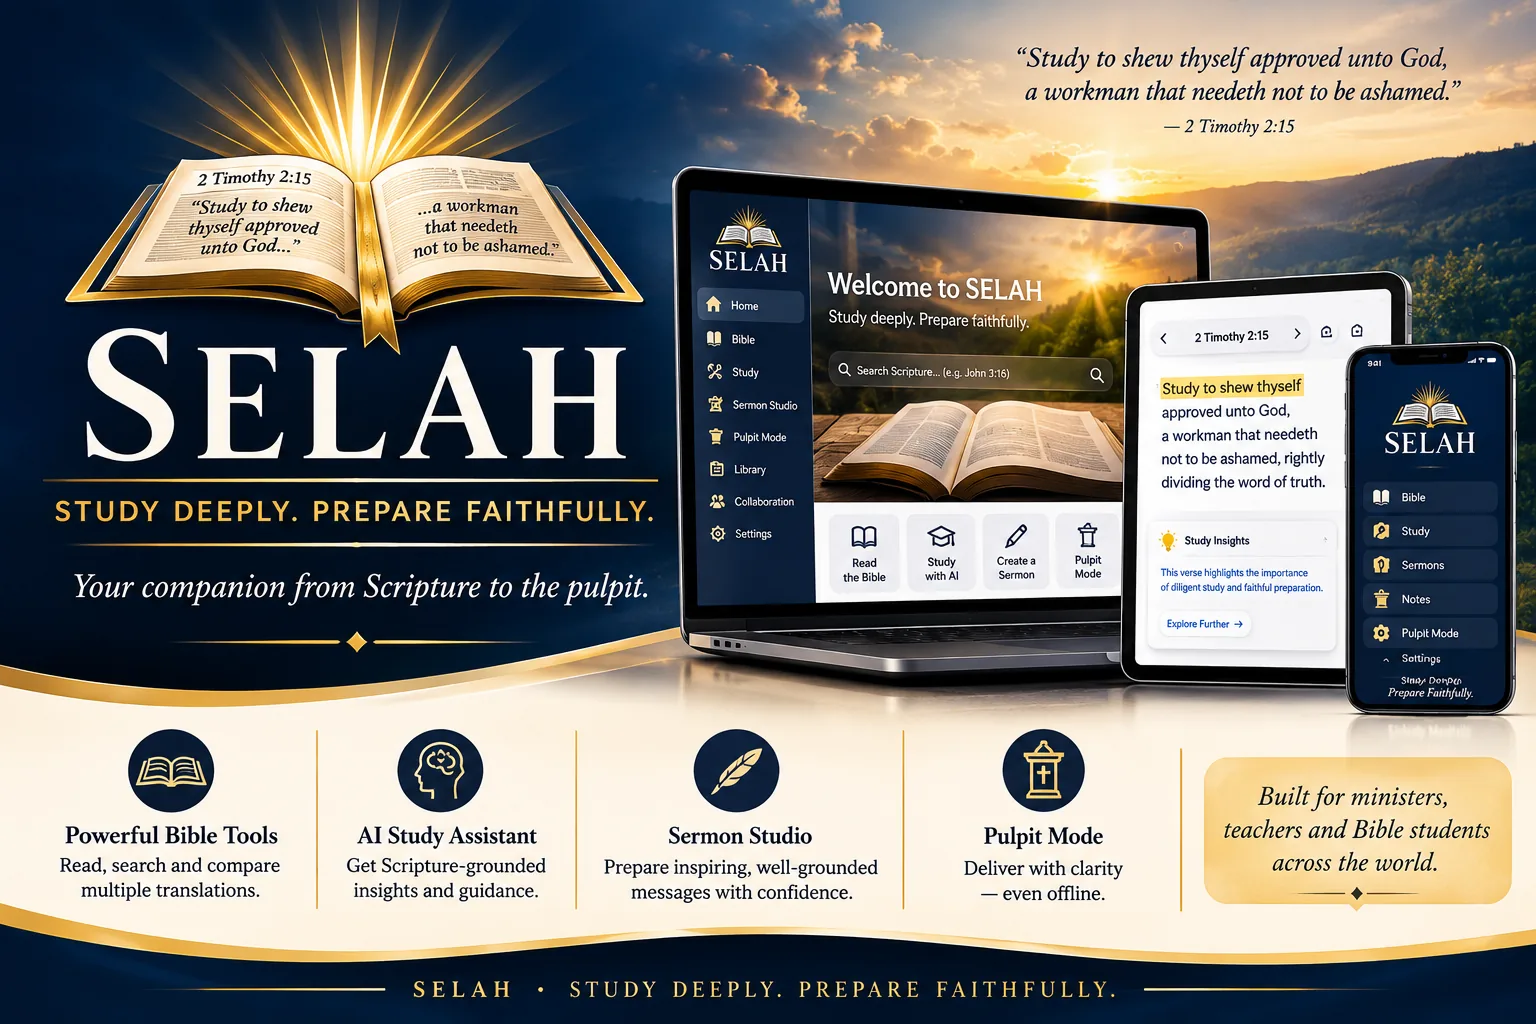 “Study to shew thyself approved unto God,
a workman that needeth not to be ashamed.”
— 2 Timothy 2:15
2 Timothy 2:15
“Study to shew
thyself approved
unto God...”
...a workman
that needeth
not to be ashamed.”
SELAH
STUDY DEEPLY. PREPARE FAITHFULLY.
Your companion from Scripture to the pulpit.
SELAH
Home
Bible
Study
Sermon Studio
Pulpit Mode
Library
Collaboration
Settings
Welcome to SELAH
Study deeply. Prepare faithfully.
Search Scripture... (e.g. John 3:16)
Read
the Bible
Study
with AI
Create a
Sermon
Pulpit
Mode
2 Timothy 2:15
Study to shew thyself
approved unto God,
a workman that needeth
not to be ashamed, rightly
dividing the word of truth.
Study Insights
This verse highlights the importance
of diligent study and faithful preparation.
Explore Further →
9:41
SELAH
Bible
Study
Sermons
Notes
Pulpit Mode
Settings
Prepare Faithfully.
Powerful Bible Tools
Read, search and compare
multiple translations.
AI Study Assistant
Get Scripture-grounded
insights and guidance.
Sermon Studio
Prepare inspiring, well-grounded
messages with confidence.
Pulpit Mode
Deliver with clarity
— even offline.
Built for ministers,
teachers and Bible students
across the world.
SELAH • STUDY DEEPLY. PREPARE FAITHFULLY.